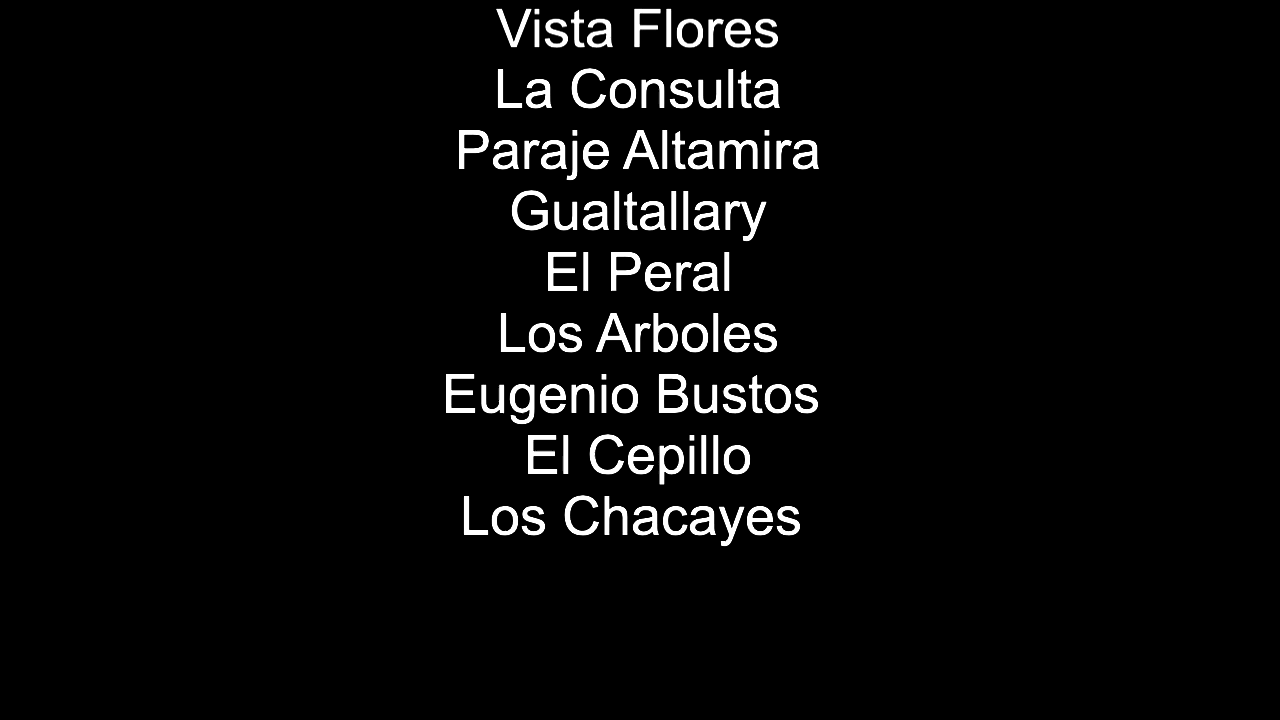 Vista Flores
La Consulta
Paraje Altamira
Gualtallary
El Peral
Los Arboles
Eugenio Bustos
El Cepillo
Los Chacayes